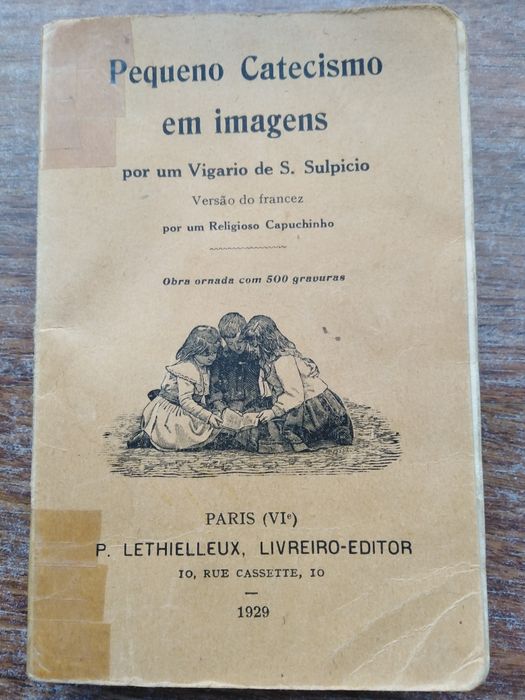 Pequeno Catecismo
em imagens
por um Vigario de S. Sulpicio
Versão do francez
por um Religioso Capuchinho
Obra ornada com 500 gravuras
PARIS (VIe)
P. LETHIELLEUX, LIVREIRO-EDITOR
10, RUE CASSETTE, 10
1929